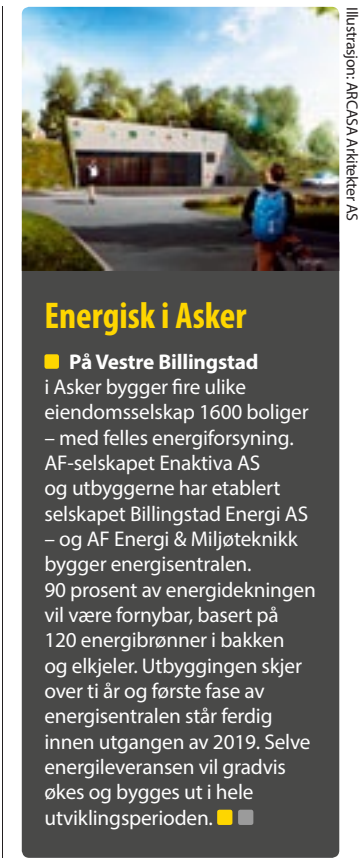 Illustrasjon: ARCASA Arkitekter AS
Energisk i Asker
På Vestre Billingstad
i Asker bygger fire ulike
eiendomsselskap 1600 boliger
– med felles energiforsyning.
AF-selskapet Enaktiva AS
og utbyggerne har etablert
selskapet Billingstad Energi AS
– og AF Energi & Miljøteknikk
bygger energisentralen.
90 prosent av energidekningen
vil være fornybar, basert på
120 energibrønner i bakken
og elkjeler. Utbyggingen skjer
over ti år og første fase av
energisentralen står ferdig
innen utgangen av 2019. Selve
energileveransen vil gradvis
økes og bygges ut i hele
utviklingsperioden.